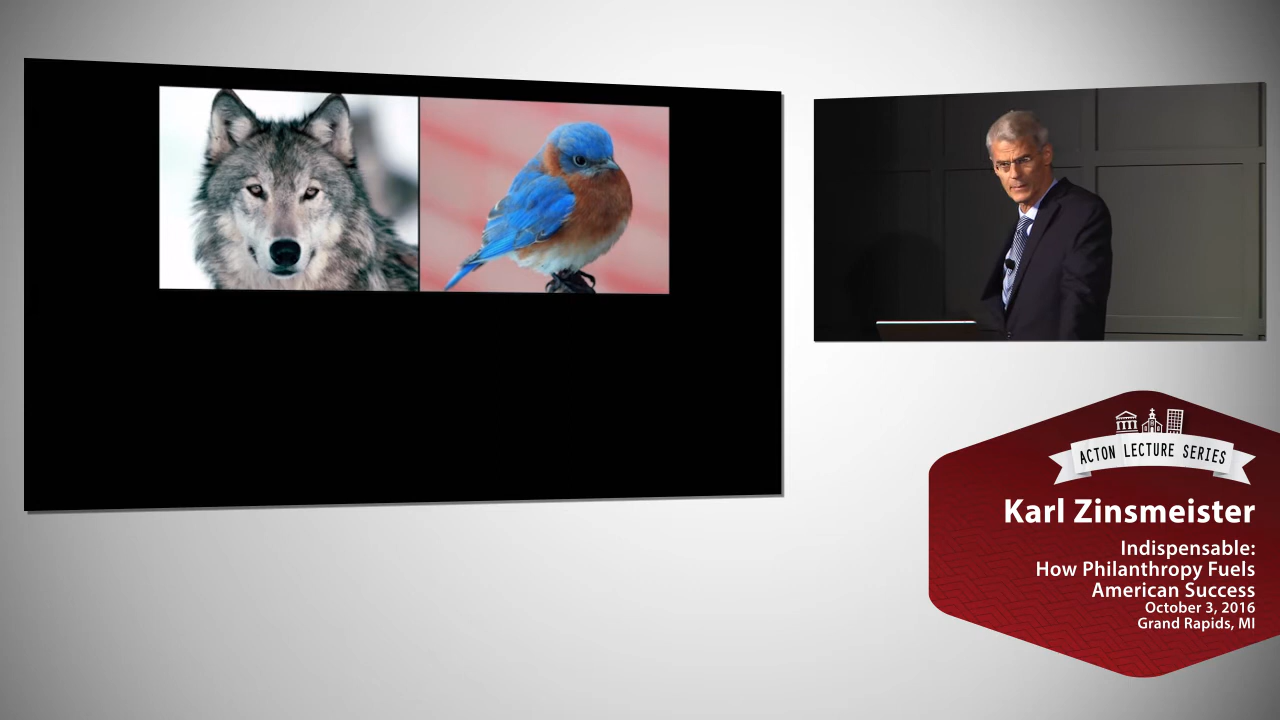 ACTON LECTURE SERIES
Karl Zinsmeister
Indispensable:
How Philanthropy Fuels
American Success
October 3, 2016
Grand Rapids, MI